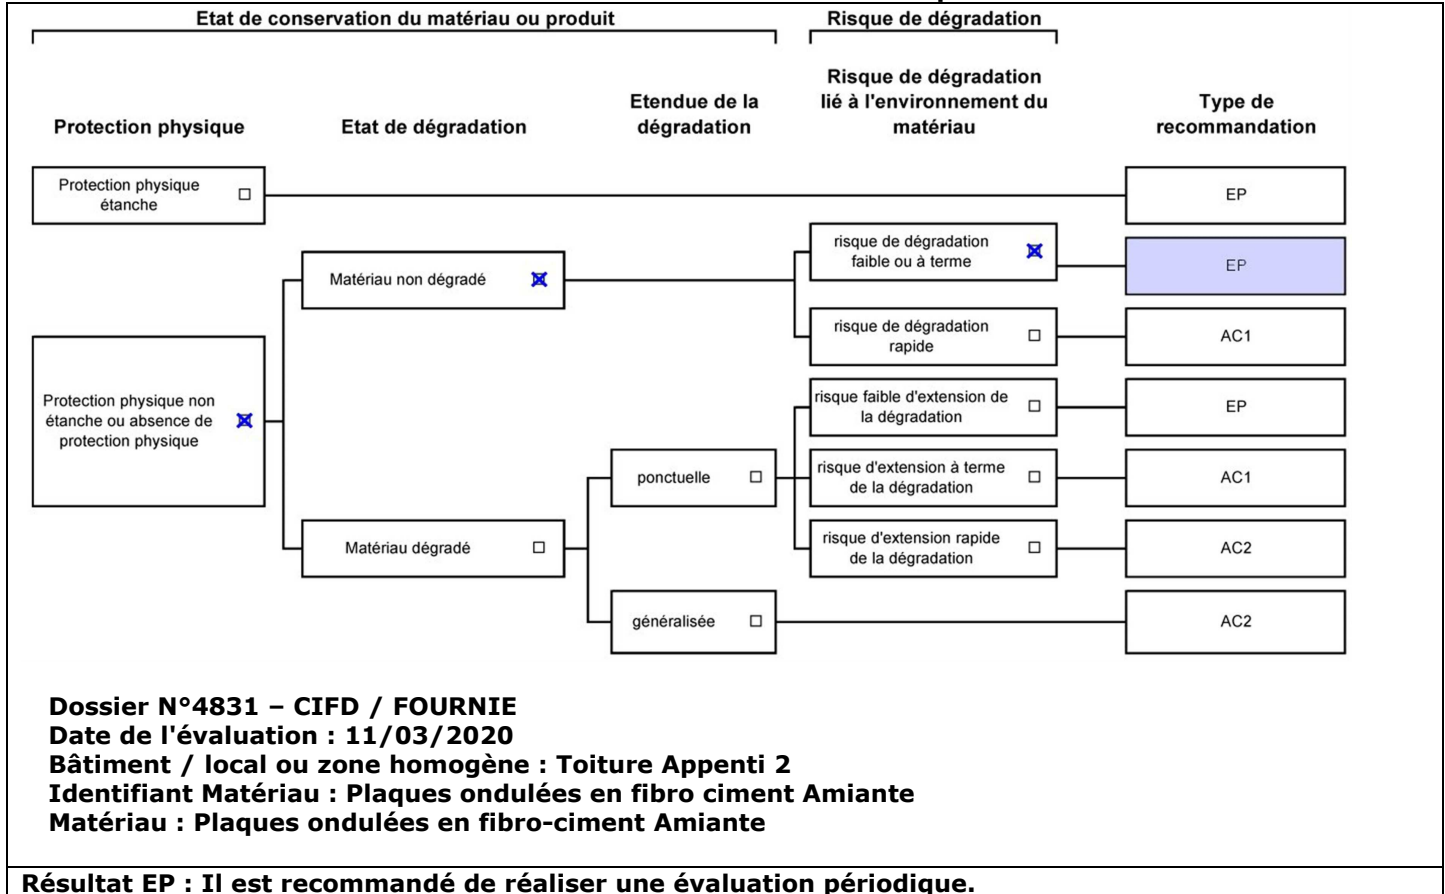 Etat de conservation du matériau ou produit
Risque de dégradation
Protection physique
Etat de dégradation
Etendue de la
dégradation
Risque de dégradation
lié à l'environnement du
matériau
Type de
recommandation
Protection physique
étanche
EP
risque de dégradation
faible ou à terme
EP
Matériau non dégradé
risque de dégradation
rapide
AC1
Protection physique non
étanche ou absence de
protection physique
risque faible d'extension de
la dégradation
EP
ponctuelle
risque d'extension à terme
de la dégradation
AC1
Matériau dégradé
risque d'extension rapide
de la dégradation
AC2
généralisée
AC2
Dossier N°4831 – CIFD / FOURNIE
Date de l'évaluation : 11/03/2020
Bâtiment / local ou zone homogène : Toiture Appenti 2
Identifiant Matériau : Plaques ondulées en fibro ciment Amiante
Matériau : Plaques ondulées en fibro-ciment Amiante
Résultat EP : Il est recommandé de réaliser une évaluation périodique.